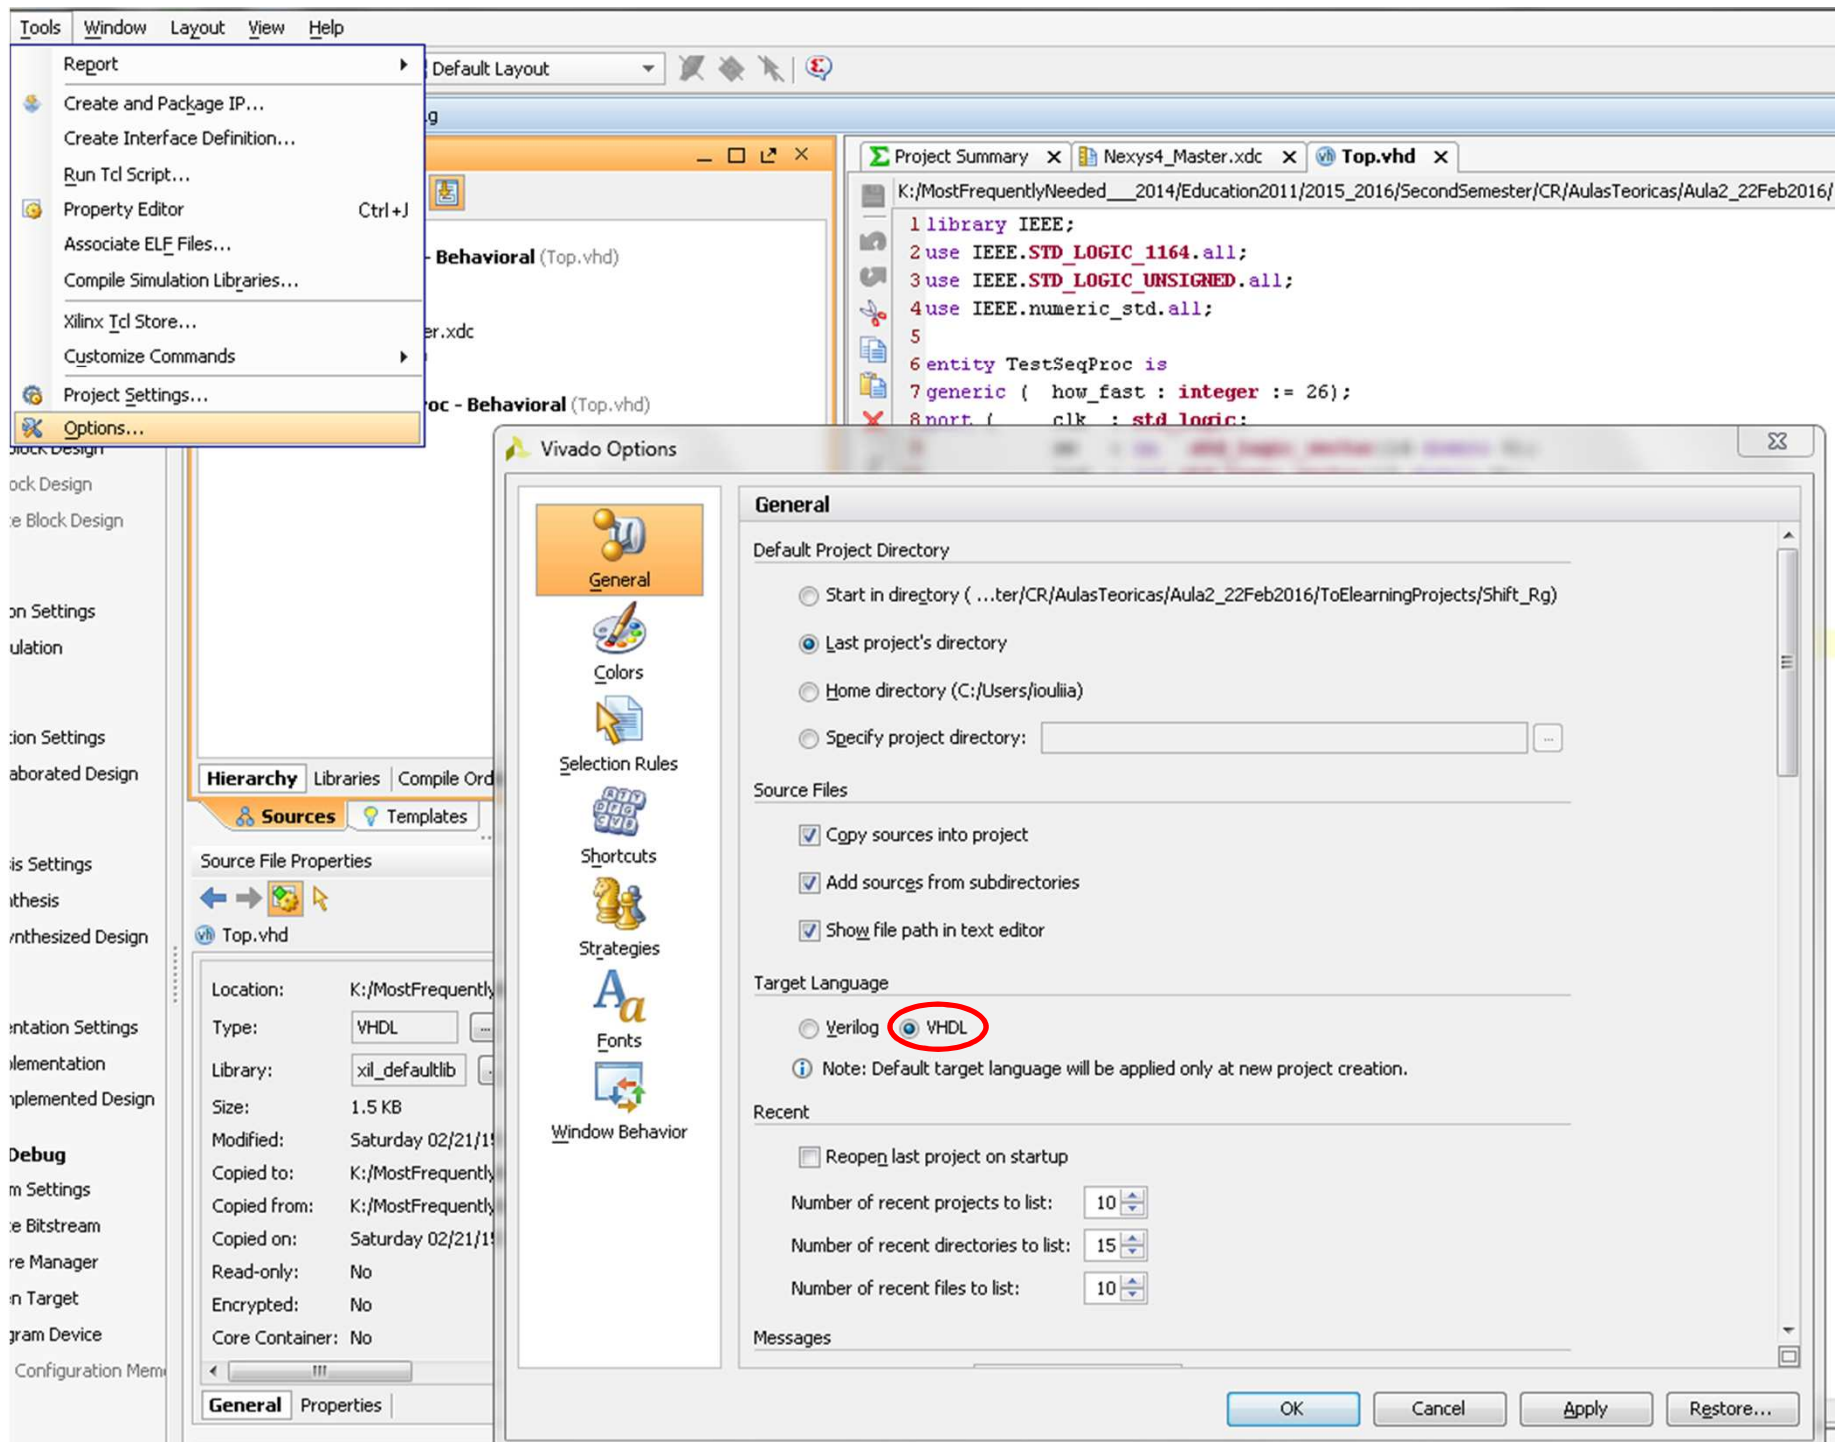 Tools Window Layout View Help
Report
Create and Package IP...
Create Interface Definition...
Run Tcl Script...
Property Editor Ctrl+J
Associate ELF Files...
Compile Simulation Libraries...
Xilinx Tcl Store...
Customize Commands
Project Settings...
Options...
Default Layout
.g
- Behavioral (Top.vhd)
er.xdc
oc - Behavioral (Top.vhd)
Project Summary
Nexys4_Master.xdc
Top.vhd
K:/MostFrequentlyNeeded___2014/Education2011/2015_2016/SecondSemester/CR/AulasTeoricas/Aula2_22Feb2016/
1 library IEEE;
2 use IEEE.STD_LOGIC_1164.all;
3 use IEEE.STD_LOGIC_UNSIGNED.all;
4 use IEEE.numeric_std.all;
5
6 entity TestSeqProc is
7 generic ( how_fast : integer := 26);
8 port ( clk : std_logic;
Block Design
ock Design
e Block Design
on Settings
ulation
ion Settings
aborated Design
is Settings
thesis
ynthesized Design
entation Settings
lementation
mplemented Design
Debug
m Settings
e Bitstream
re Manager
n Target
gram Device
Configuration Mem
Hierarchy Libraries Compile Ord
Sources Templates
Source File Properties
Top.vhd
Location: K:/MostFrequently
Type: VHDL ...
Library: xil_defaultlib
Size: 1.5 KB
Modified: Saturday 02/21/1
Copied to: K:/MostFrequently
Copied from: K:/MostFrequently
Copied on: Saturday 02/21/1
Read-only: No
Encrypted: No
Core Container: No
General Properties
Vivado Options
General
Colors
Selection Rules
Shortcuts
Strategies
Fonts
Window Behavior
General
Default Project Directory
Start in directory ( ...ter/CR/AulasTeoricas/Aula2_22Feb2016/ToElearningProjects/Shift_Rg)
Last project's directory
Home directory (C:/Users/iouliia)
Specify project directory: ...
Source Files
Copy sources into project
Add sources from subdirectories
Show file path in text editor
Target Language
Verilog VHDL
Note: Default target language will be applied only at new project creation.
Recent
Reopen last project on startup
Number of recent projects to list: 10
Number of recent directories to list: 15
Number of recent files to list: 10
Messages
OK Cancel Apply Restore...